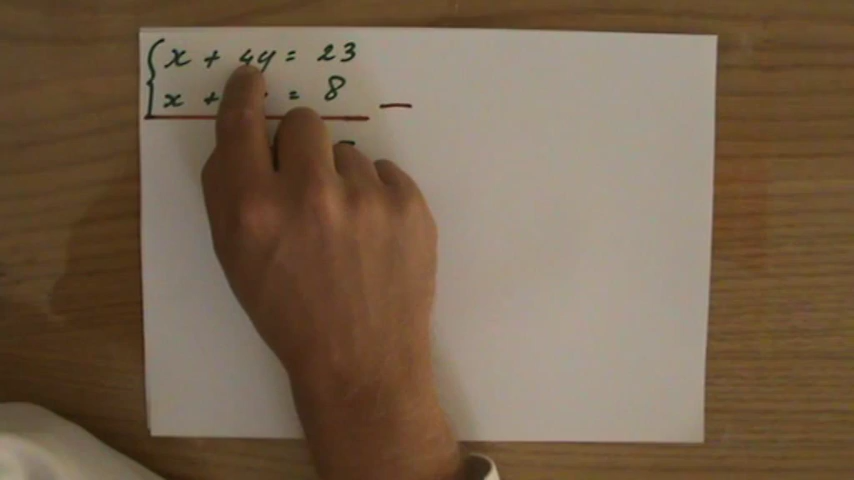 x + 4y = 23
x + = 8 –